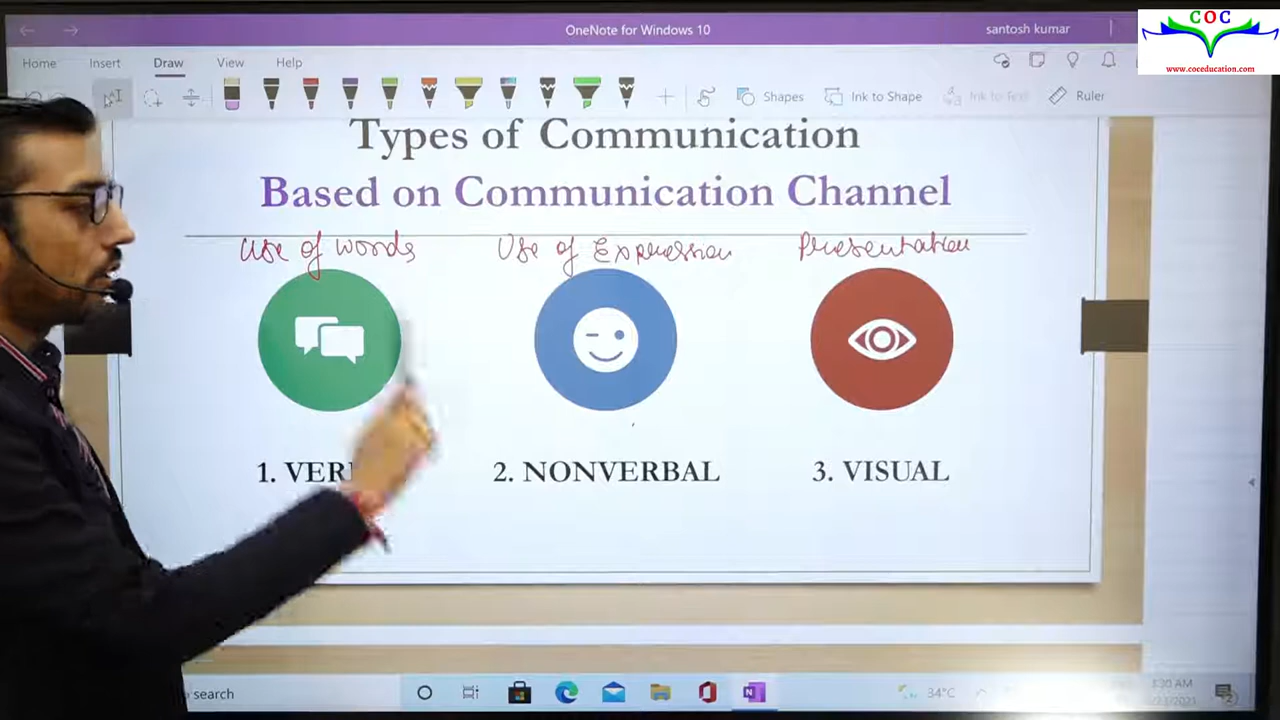 OneNote for Windows 10
santosh kumar
COC
www.coceducation.com
Home Insert Draw View Help
Shapes Ink to Shape Ink to Text Ruler
Types of Communication
Based on Communication Channel
Use of words Use of Expression Presentation
1. 2. NONVERBAL 3. VISUAL
search 34°C